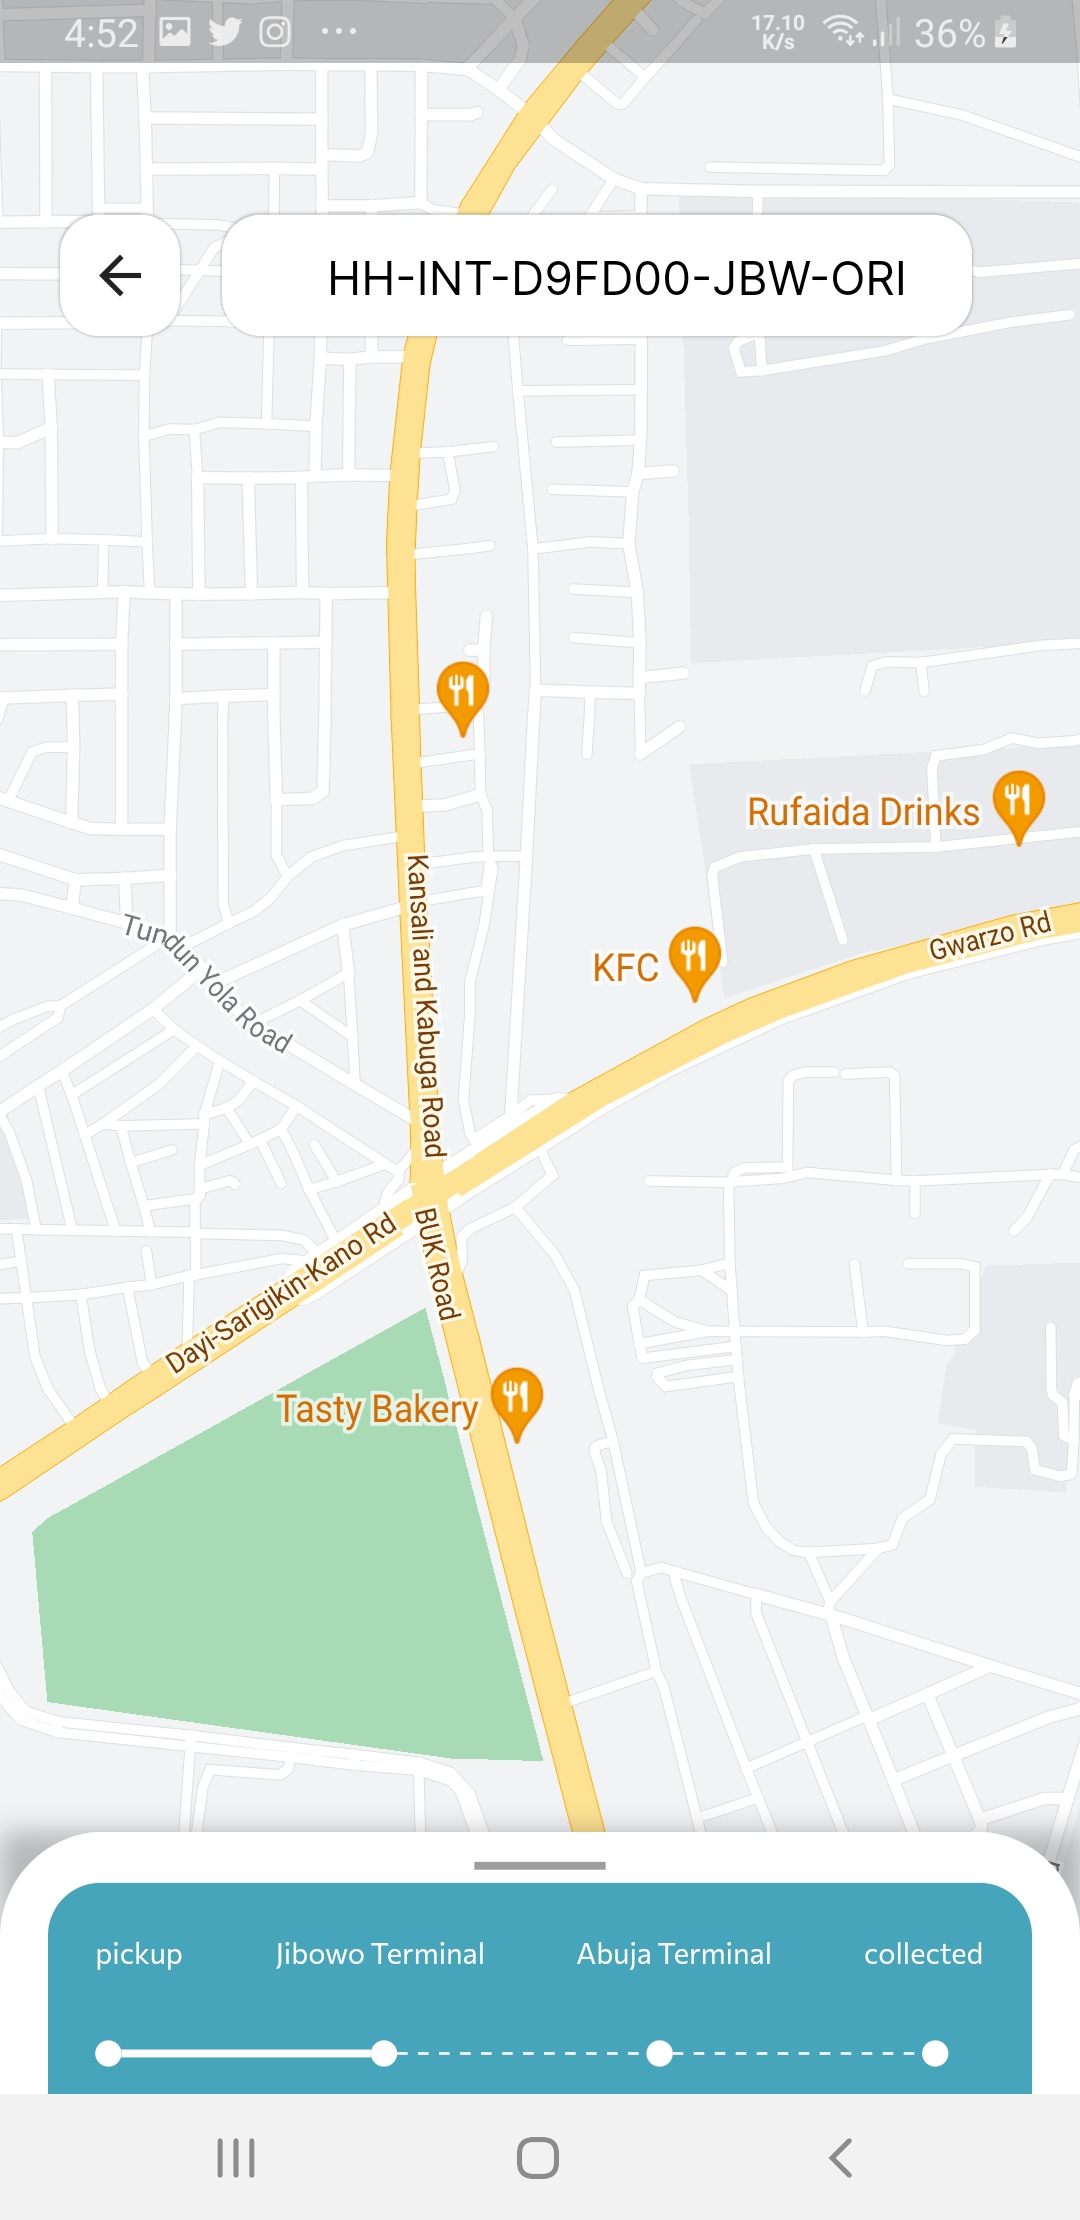 4:52
17.10
K/s
36%
HH-INT-D9FD00-JBW-ORI
Rufaida Drinks
Kansali and Kabuga Road
Tundun Yola Road
KFC
Gwarzo Rd
BUK Road
Dayi-Sarigikin-Kano Rd
Tasty Bakery
pickup
Jibowo Terminal
Abuja Terminal
collected